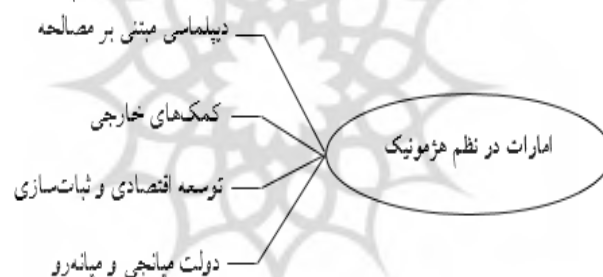 دیپلماسی مبتنی بر مصالحه
کمک‌های خارجی
امارات در نظم هژمونیک
توسعه اقتصادی و ثبات‌سازی
دولت میانجی و میانه‌رو